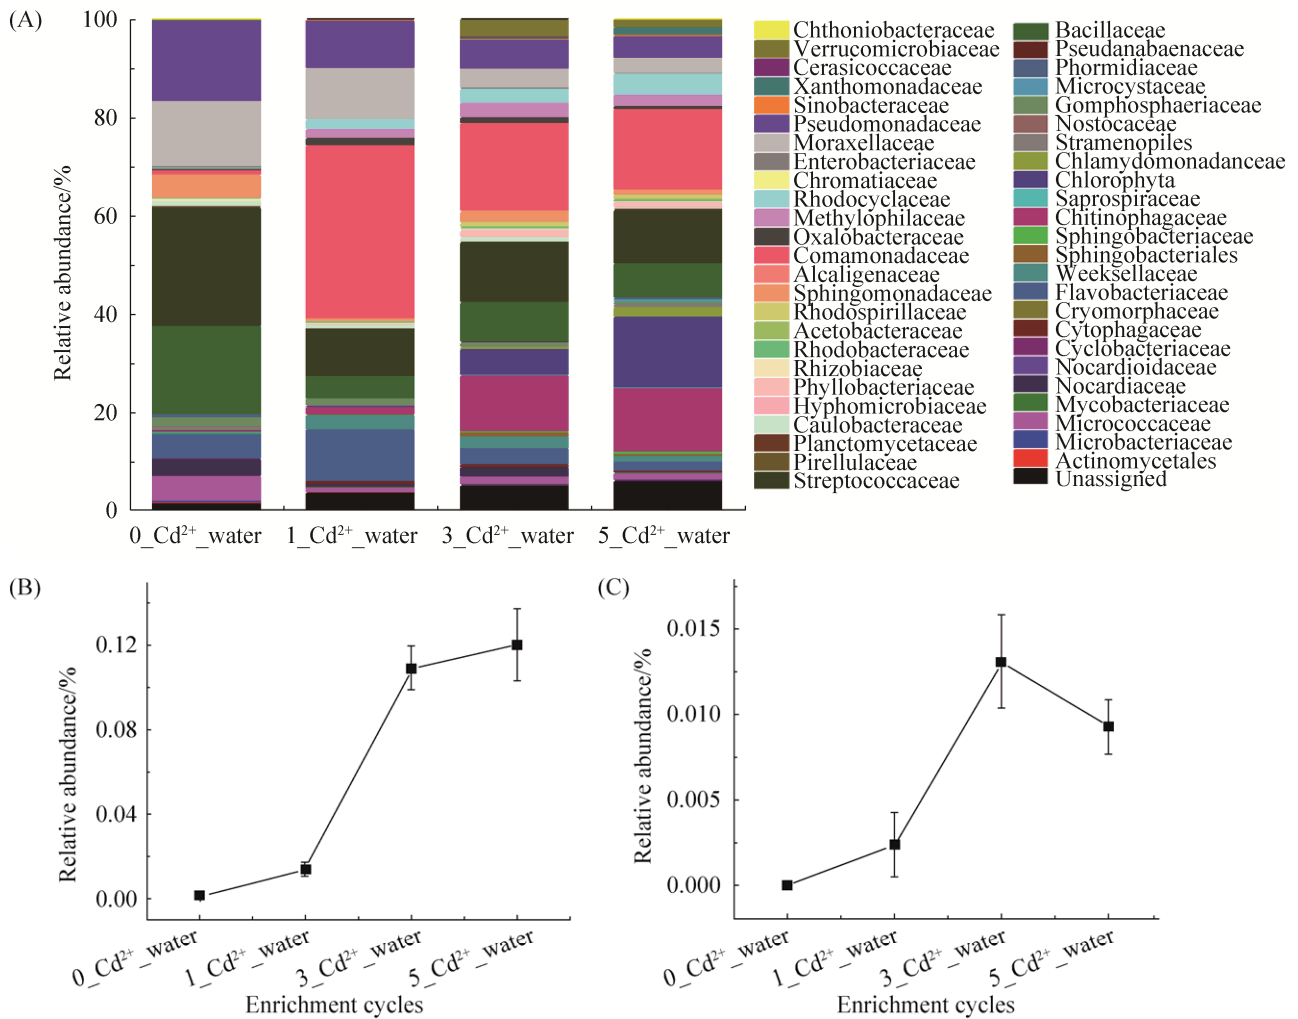 (A)
Relative abundance/%
100
80
60
40
20
0
0_Cd²⁺_water
1_Cd²⁺_water
3_Cd²⁺_water
5_Cd²⁺_water
Chthoniobacteraceae
Verrucomicrobiaceae
Cerasicoccaceae
Xanthomonadaceae
Sinobacteraceae
Pseudomonadaceae
Moraxellaceae
Enterobacteriaceae
Chromatiaceae
Rhodocyclaceae
Methylophilaceae
Oxalobacteraceae
Comamonadaceae
Alcaligenaceae
Sphingomonadaceae
Rhodospirillaceae
Acetobacteraceae
Rhodobacteraceae
Rhizobiaceae
Phyllobacteriaceae
Hyphomicrobiaceae
Caulobacteraceae
Planctomycetaceae
Pirellulaceae
Streptococcaceae
Bacillaceae
Pseudanabaenaceae
Phormidiaceae
Microcystaceae
Gomphosphaeriaceae
Nostocaceae
Stramenopiles
Chlamydomonadanceae
Chlorophyta
Saprospiraceae
Chitinophagaceae
Sphingobacteriaceae
Sphingobacteriales
Weeksellaceae
Flavobacteriaceae
Cryomorphaceae
Cytophagaceae
Cyclobacteriaceae
Nocardioidaceae
Nocardiaceae
Mycobacteriaceae
Micrococcaceae
Microbacteriaceae
Actinomycetales
Unassigned
(B)
Relative abundance/%
0.12
0.08
0.04
0.00
0_Cd²⁺_water
1_Cd²⁺_water
3_Cd²⁺_water
5_Cd²⁺_water
Enrichment cycles
(C)
Relative abundance/%
0.015
0.010
0.005
0.000
0_Cd²⁺_water
1_Cd²⁺_water
3_Cd²⁺_water
5_Cd²⁺_water
Enrichment cycles